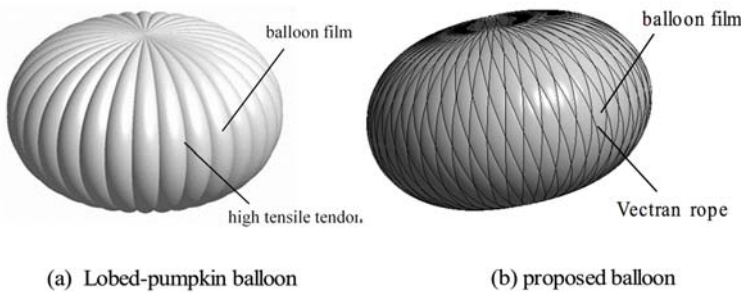 balloon film
high tensile tendon
(a) Lobed-pumpkin balloon
balloon film
Vectran rope
(b) proposed balloon